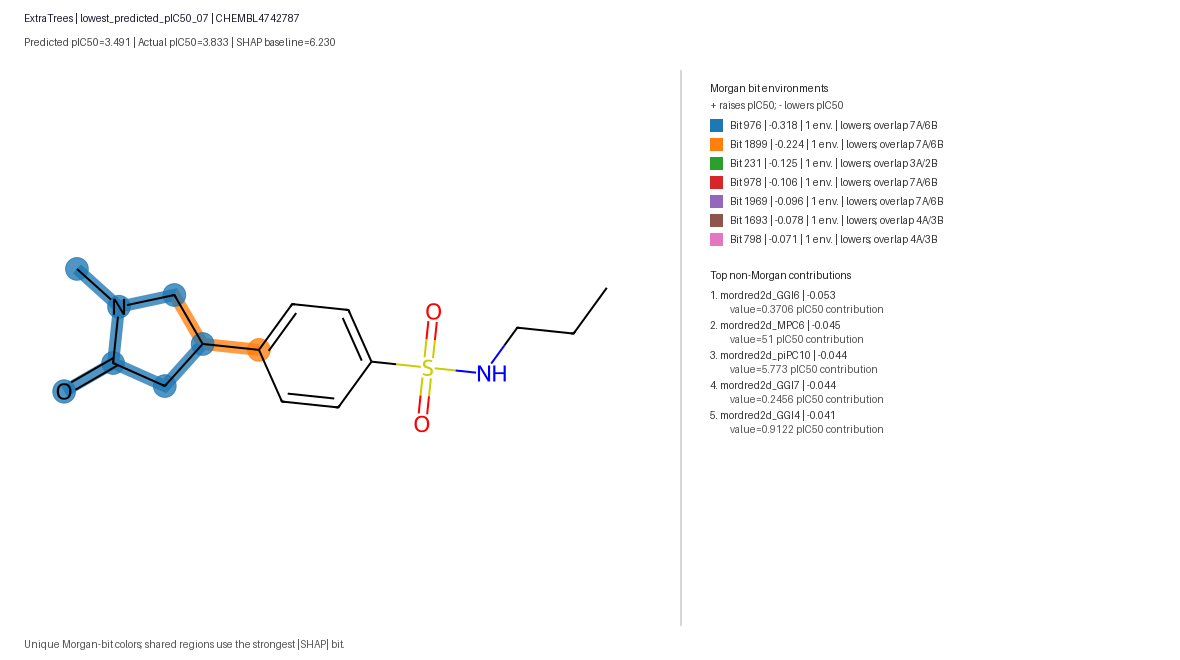 ExtraTrees | lowest_predicted_pIC50_07 | CHEMBL4742787
Predicted pIC50=3.491 | Actual pIC50=3.833 | SHAP baseline=6.230
Morgan bit environments
+ raises pIC50; - lowers pIC50
Bit 976 | -0.318 | 1 env. | lowers; overlap 7A/6B
Bit 1899 | -0.224 | 1 env. | lowers; overlap 7A/6B
Bit 231 | -0.125 | 1 env. | lowers; overlap 3A/2B
Bit 978 | -0.106 | 1 env. | lowers; overlap 7A/6B
Bit 1969 | -0.096 | 1 env. | lowers; overlap 7A/6B
Bit 1693 | -0.078 | 1 env. | lowers; overlap 4A/3B
Bit 798 | -0.071 | 1 env. | lowers; overlap 4A/3B
Top non-Morgan contributions
1. mordred2d_GGI6 | -0.053
value=0.3706 pIC50 contribution
2. mordred2d_MPC6 | -0.045
value=51 pIC50 contribution
3. mordred2d_piPC10 | -0.044
value=5.773 pIC50 contribution
4. mordred2d_GGI7 | -0.044
value=0.2456 pIC50 contribution
5. mordred2d_GGI4 | -0.041
value=0.9122 pIC50 contribution
N
O
O
S
NH
O
Unique Morgan-bit colors; shared regions use the strongest |SHAP| bit.